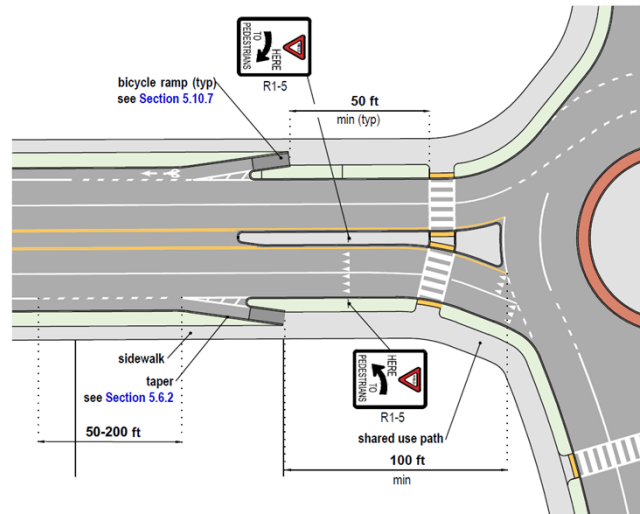 HERE
TO
PEDESTRIANS
R1-5
bicycle ramp (typ)
see Section 5.10.7
50 ft
min (typ)
sidewalk
taper
see Section 5.6.2
50-200 ft
HERE
TO
PEDESTRIANS
R1-5
shared use path
100 ft
min